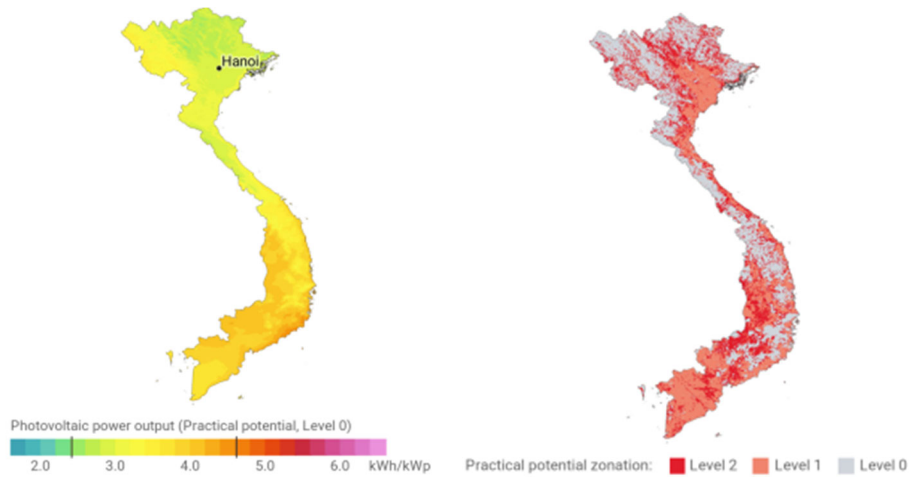 Hanoi
Photovoltaic power output (Practical potential, Level 0)
2.0 3.0 4.0 5.0 6.0 kWh/kWp
Practical potential zonation: Level 2 Level 1 Level 0